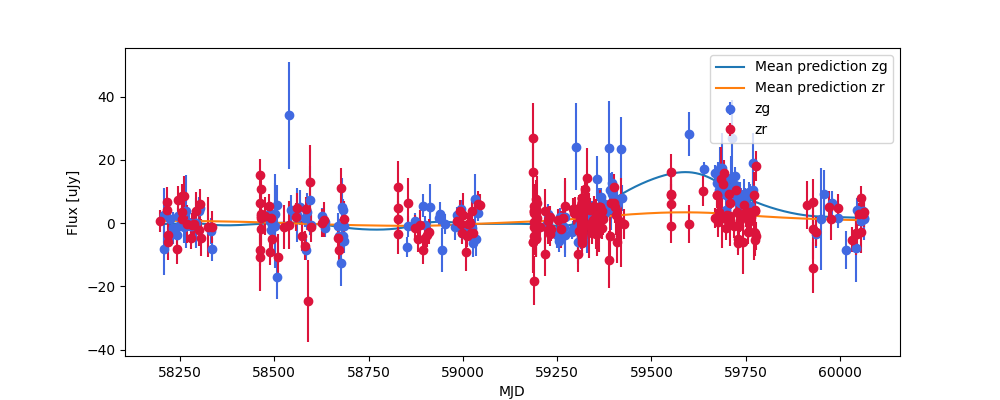 Mean prediction zg
Mean prediction zr
zg
zr
Flux [uJy]
40
20
0
−20
−40
58250
58500
58750
59000
59250
59500
59750
60000
MJD